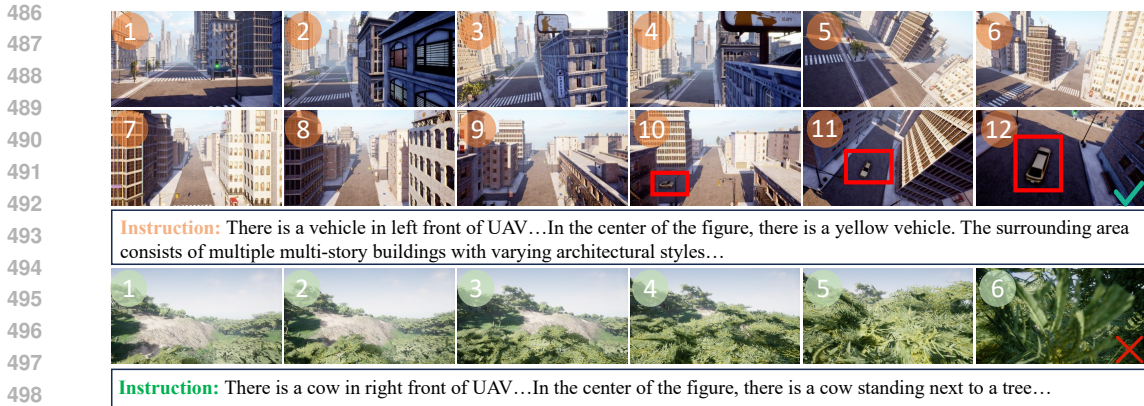 486
487
488
489
490
491
492
493
494
495
496
497
498
1 2 3 4 5 6
7 8 9 10 11 12
Instruction: There is a vehicle in left front of UAV…In the center of the figure, there is a yellow vehicle. The surrounding area
consists of multiple multi-story buildings with varying architectural styles…
1 2 3 4 5 6
Instruction: There is a cow in right front of UAV…In the center of the figure, there is a cow standing next to a tree…